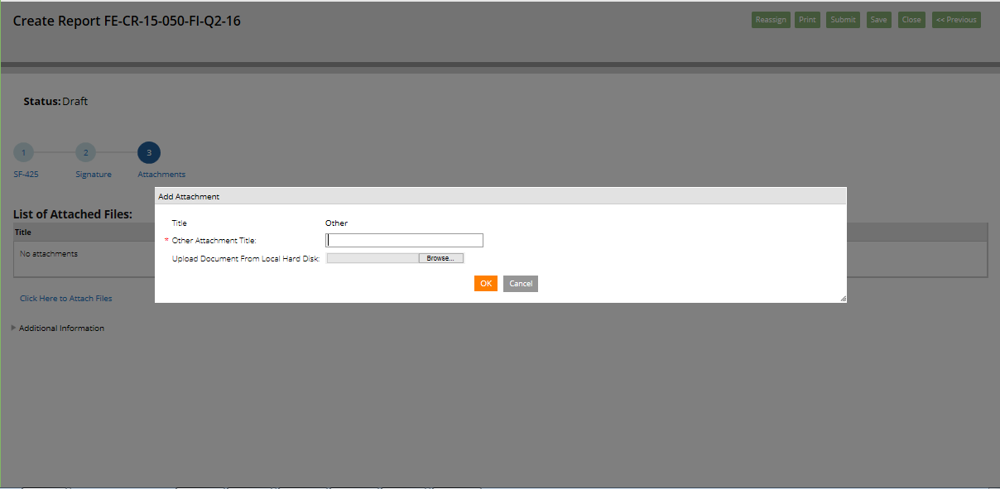 Create Report FE-CR-15-050-FI-Q2-16
Reassign Print Submit Save Close << Previous
Status: Draft
1 2 3
SF-425 Signature Attachments
Add Attachment
List of Attached Files:
Title
No attachments
Title Other
* Other Attachment Title:
Upload Document From Local Hard Disk: Browse...
OK Cancel
Click Here to Attach Files
Additional Information